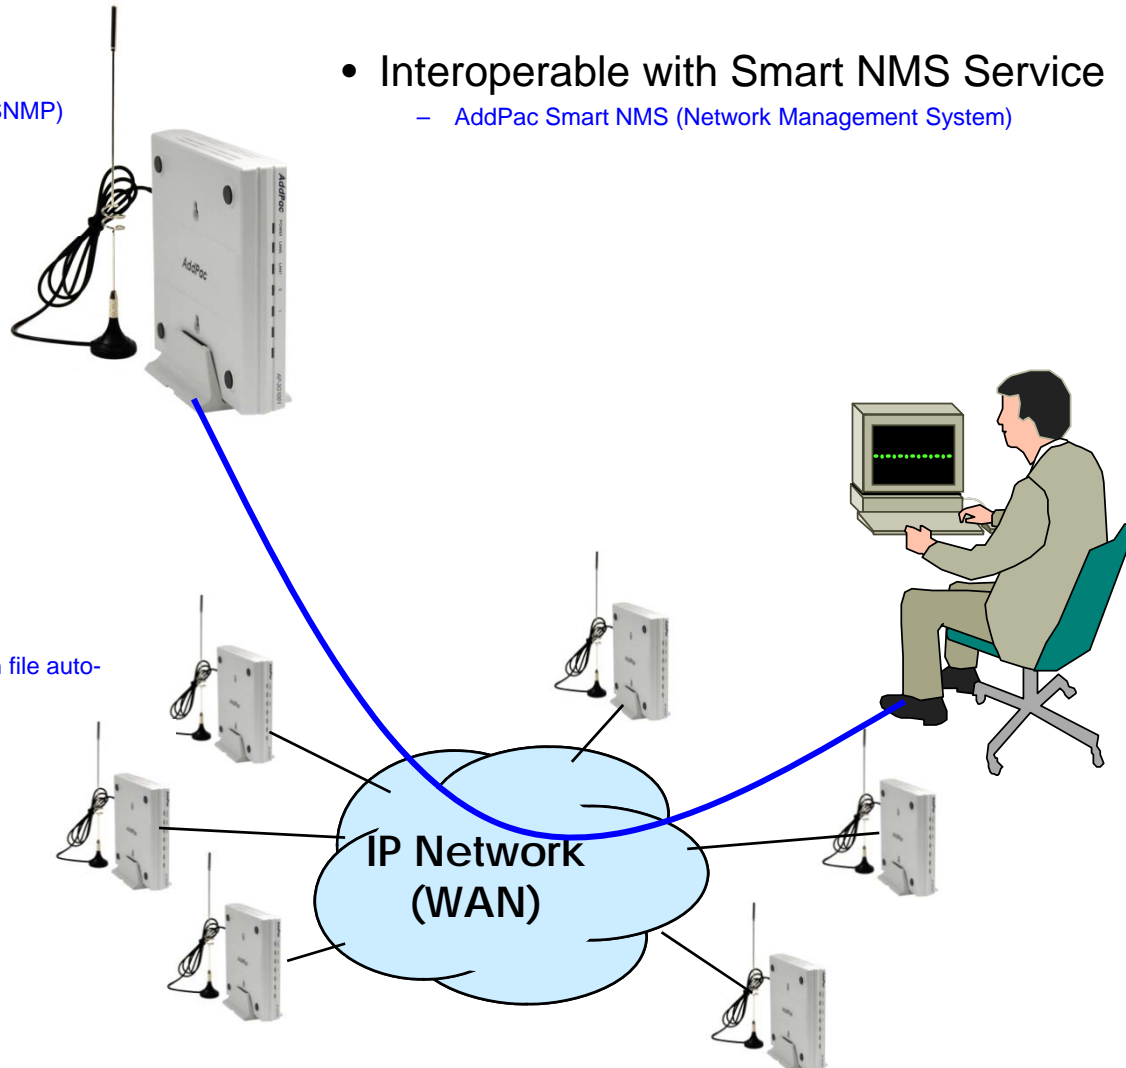 • Interoperable with Smart NMS Service
SNMP)
– AddPac Smart NMS (Network Management System)
AddPac
AddPac
file auto-
IP Network
(WAN)